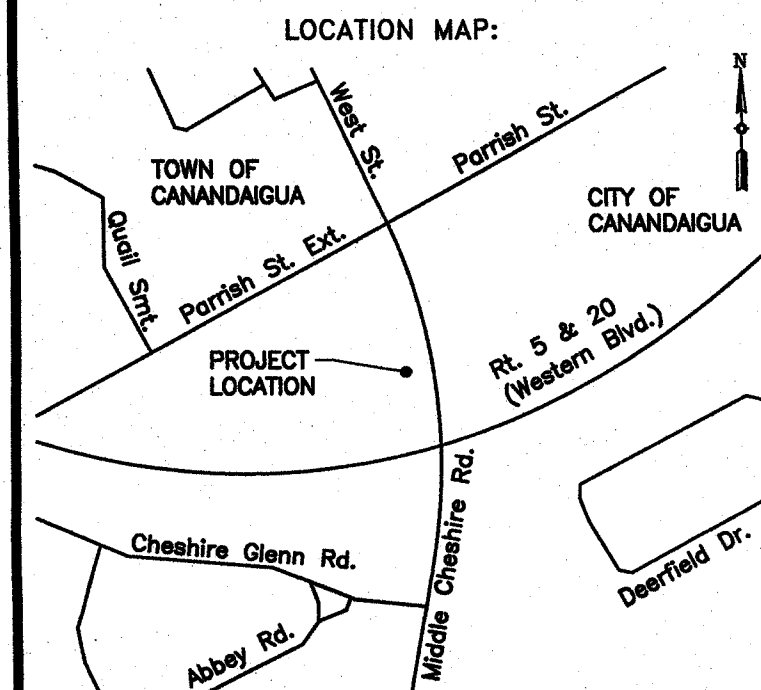 LOCATION MAP:
N
West St.
Parrish St.
TOWN OF
CANANDAIGUA
CITY OF
CANANDAIGUA
Quail Smt.
Parrish St. Ext.
PROJECT
LOCATION
Rt. 5 & 20
(Western Blvd.)
Cheshire Glenn Rd.
Middle Cheshire Rd.
Deerfield Dr.
Abbey Rd.